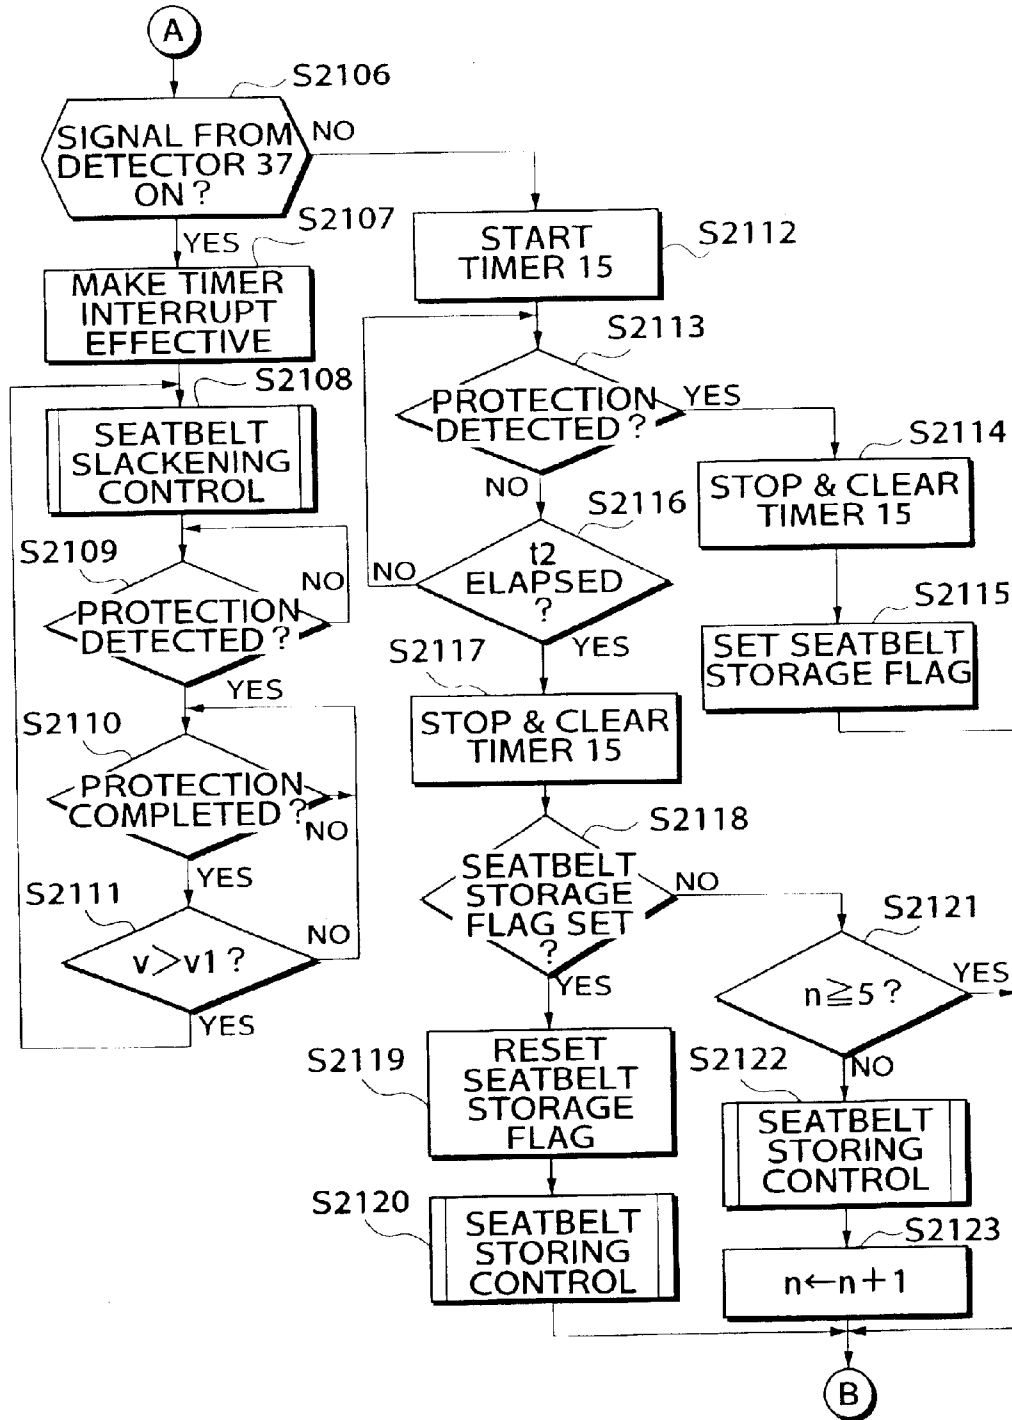 A
S2106
SIGNAL FROM
DETECTOR 37
ON?
NO
YES
S2107
MAKE TIMER
INTERRUPT
EFFECTIVE
S2108
SEATBELT
SLACKENING
CONTROL
S2109
PROTECTION
DETECTED?
NO
YES
S2110
PROTECTION
COMPLETED?
NO
YES
S2111
v>v1?
NO
YES
START
TIMER 15
S2112
S2113
PROTECTION
DETECTED?
YES
NO
S2114
STOP & CLEAR
TIMER 15
S2115
SET SEATBELT
STORAGE FLAG
S2116
t2
ELAPSED
?
NO
YES
S2117
STOP & CLEAR
TIMER 15
S2118
SEATBELT
STORAGE
FLAG SET
?
NO
YES
S2119
RESET
SEATBELT
STORAGE
FLAG
S2120
SEATBELT
STORING
CONTROL
S2121
n≧5?
YES
NO
S2122
SEATBELT
STORING
CONTROL
S2123
n←n+1
B